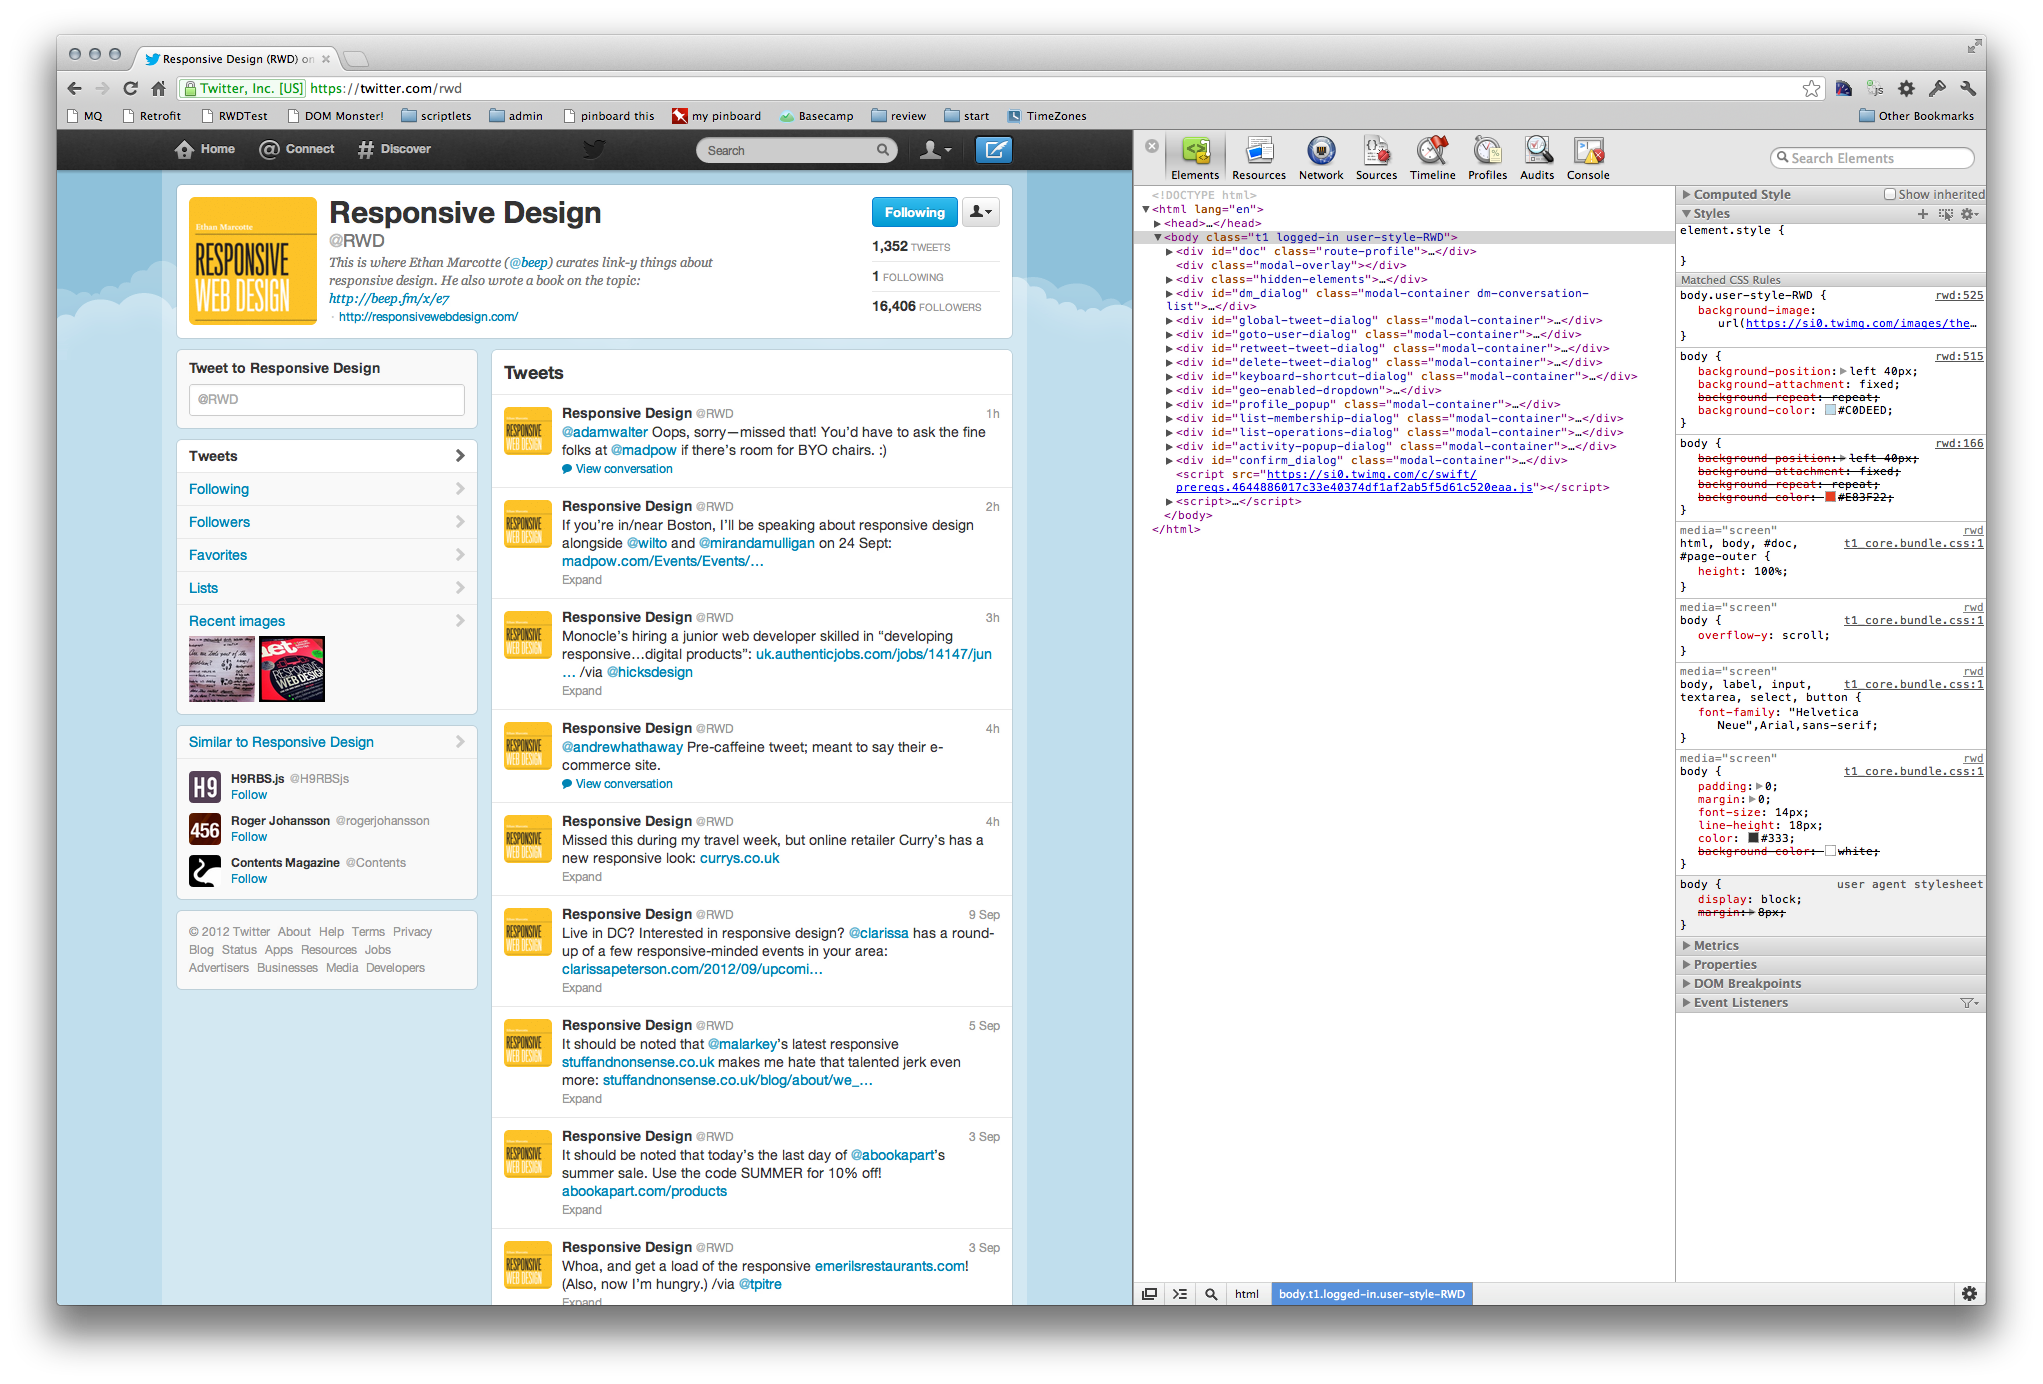 Responsive Design (RWD) on
Twitter, Inc. [US] https://twitter.com/rwd
MQ Retrofit RWDTest DOM Monster! scriptlets admin pinboard this my pinboard Basecamp review start TimeZones Other Bookmarks
Home Connect Discover Search
Ethan Marcotte
RESPONSIVE
WEB DESIGN
Responsive Design
@RWD
This is where Ethan Marcotte (@beep) curates link-y things about
responsive design. He also wrote a book on the topic:
http://beep.fm/x/e7
· http://responsivewebdesign.com/
Following
1,352 TWEETS
1 FOLLOWING
16,406 FOLLOWERS
Tweet to Responsive Design
@RWD
Tweets
Following
Followers
Favorites
Lists
Recent images
Similar to Responsive Design
H9
H9RBS.js @H9RBSjs
Follow
456
Roger Johansson @rogerjohansson
Follow
Contents Magazine @Contents
Follow
© 2012 Twitter About Help Terms Privacy
Blog Status Apps Resources Jobs
Advertisers Businesses Media Developers
Tweets
Responsive Design @RWD 1h
@adamwalter Oops, sorry—missed that! You’d have to ask the fine
folks at @madpow if there’s room for BYO chairs. :)
View conversation
Responsive Design @RWD 2h
If you’re in/near Boston, I’ll be speaking about responsive design
alongside @wilto and @mirandamulligan on 24 Sept:
madpow.com/Events/Events/…
Expand
Responsive Design @RWD 3h
Monocle’s hiring a junior web developer skilled in “developing
responsive…digital products”: uk.authenticjobs.com/jobs/14147/jun
… /via @hicksdesign
Expand
Responsive Design @RWD 4h
@andrewhathaway Pre-caffeine tweet; meant to say their e-
commerce site.
View conversation
Responsive Design @RWD 4h
Missed this during my travel week, but online retailer Curry’s has a
new responsive look: currys.co.uk
Expand
Responsive Design @RWD 9 Sep
Live in DC? Interested in responsive design? @clarissa has a round-
up of a few responsive-minded events in your area:
clarissapeterson.com/2012/09/upcomi…
Expand
Responsive Design @RWD 5 Sep
It should be noted that @malarkey’s latest responsive
stuffandnonsense.co.uk makes me hate that talented jerk even
more: stuffandnonsense.co.uk/blog/about/we_…
Expand
Responsive Design @RWD 3 Sep
It should be noted that today’s the last day of @abookapart’s
summer sale. Use the code SUMMER for 10% off!
abookapart.com/products
Expand
Responsive Design @RWD 3 Sep
Whoa, and get a load of the responsive emerilsrestaurants.com!
(Also, now I’m hungry.) /via @tpitre
Expand
Elements Resources Network Sources Timeline Profiles Audits Console Search Elements
<!DOCTYPE html>
<html lang="en">
<head>…</head>
<body class="t1 logged-in user-style-RWD">
<div id="doc" class="route-profile">…</div>
<div class="modal-overlay"></div>
<div class="hidden-elements">…</div>
<div id="dm_dialog" class="modal-container dm-conversation-
list">…</div>
<div id="global-tweet-dialog" class="modal-container">…</div>
<div id="goto-user-dialog" class="modal-container">…</div>
<div id="retweet-tweet-dialog" class="modal-container">…</div>
<div id="delete-tweet-dialog" class="modal-container">…</div>
<div id="keyboard-shortcut-dialog" class="modal-container">…</div>
<div id="geo-enabled-dropdown">…</div>
<div id="profile_popup" class="modal-container">…</div>
<div id="list-membership-dialog" class="modal-container">…</div>
<div id="list-operations-dialog" class="modal-container">…</div>
<div id="activity-popup-dialog" class="modal-container">…</div>
<div id="confirm_dialog" class="modal-container">…</div>
<script src="https://si0.twimg.com/c/swift/
prereqs.4644886017c33e40374df1af2ab5f5d61c520eaa.js"></script>
<script>…</script>
</body>
</html>
Computed Style Show inherited
Styles
element.style {
}
Matched CSS Rules
body.user-style-RWD { rwd:525
background-image:
url(https://si0.twimg.com/images/the…
}
body { rwd:515
background-position: left 40px;
background-attachment: fixed;
background-repeat: repeat;
background-color: #C0DEED;
}
body { rwd:166
background-position: left 40px;
background-attachment: fixed;
background-repeat: repeat;
background-color: #E83F22;
}
media="screen" rwd
html, body, #doc, t1_core.bundle.css:1
#page-outer {
height: 100%;
}
media="screen" rwd
body { t1_core.bundle.css:1
overflow-y: scroll;
}
media="screen" rwd
body, label, input, t1_core.bundle.css:1
textarea, select, button {
font-family: "Helvetica
Neue",Arial,sans-serif;
}
media="screen" rwd
body { t1_core.bundle.css:1
padding: 0;
margin: 0;
font-size: 14px;
line-height: 18px;
color: #333;
background-color: white;
}
body { user agent stylesheet
display: block;
margin: 8px;
}
Metrics
Properties
DOM Breakpoints
Event Listeners
html body.t1.logged-in.user-style-RWD